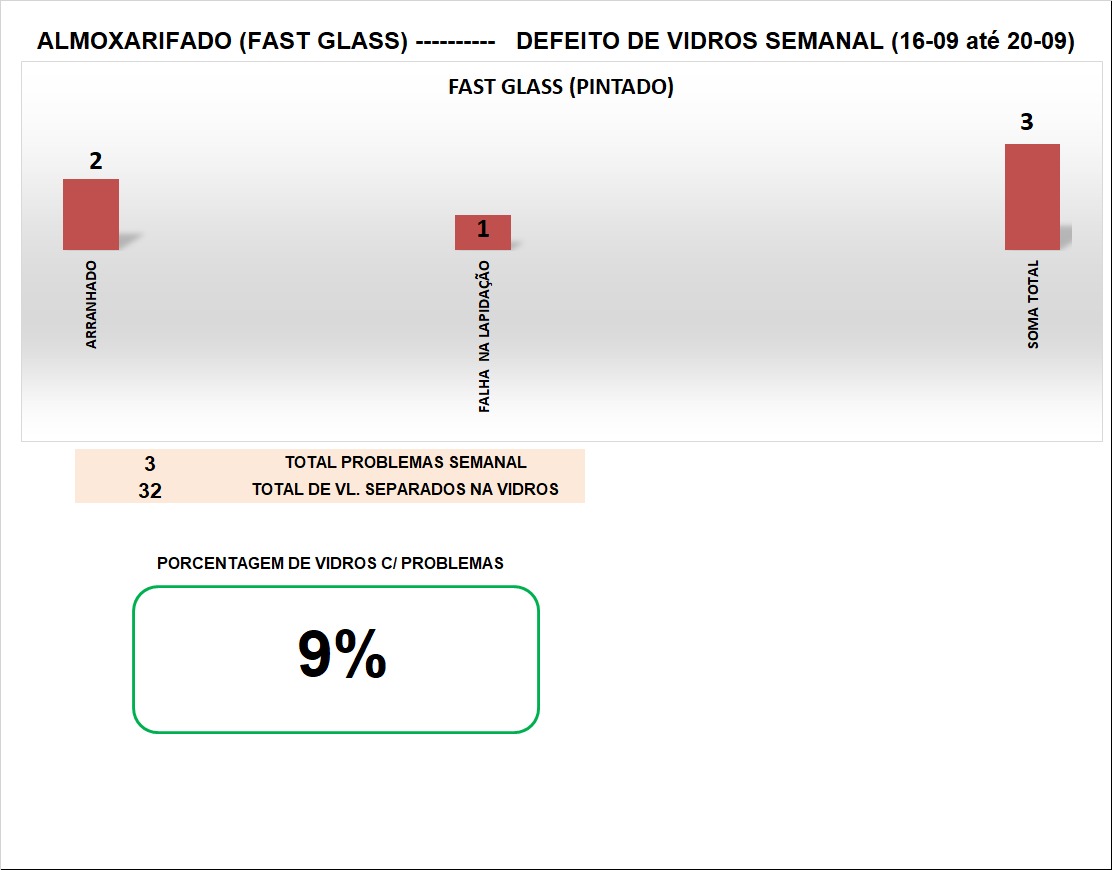 ALMOXARIFADO (FAST GLASS) ---------- DEFEITO DE VIDROS SEMANAL (16-09 até 20-09)
FAST GLASS (PINTADO)
2
1
3
ARRANHADO
FALHA NA LAPIDAÇÃO
SOMA TOTAL
3 TOTAL PROBLEMAS SEMANAL
32 TOTAL DE VL. SEPARADOS NA VIDROS
PORCENTAGEM DE VIDROS C/ PROBLEMAS
9%